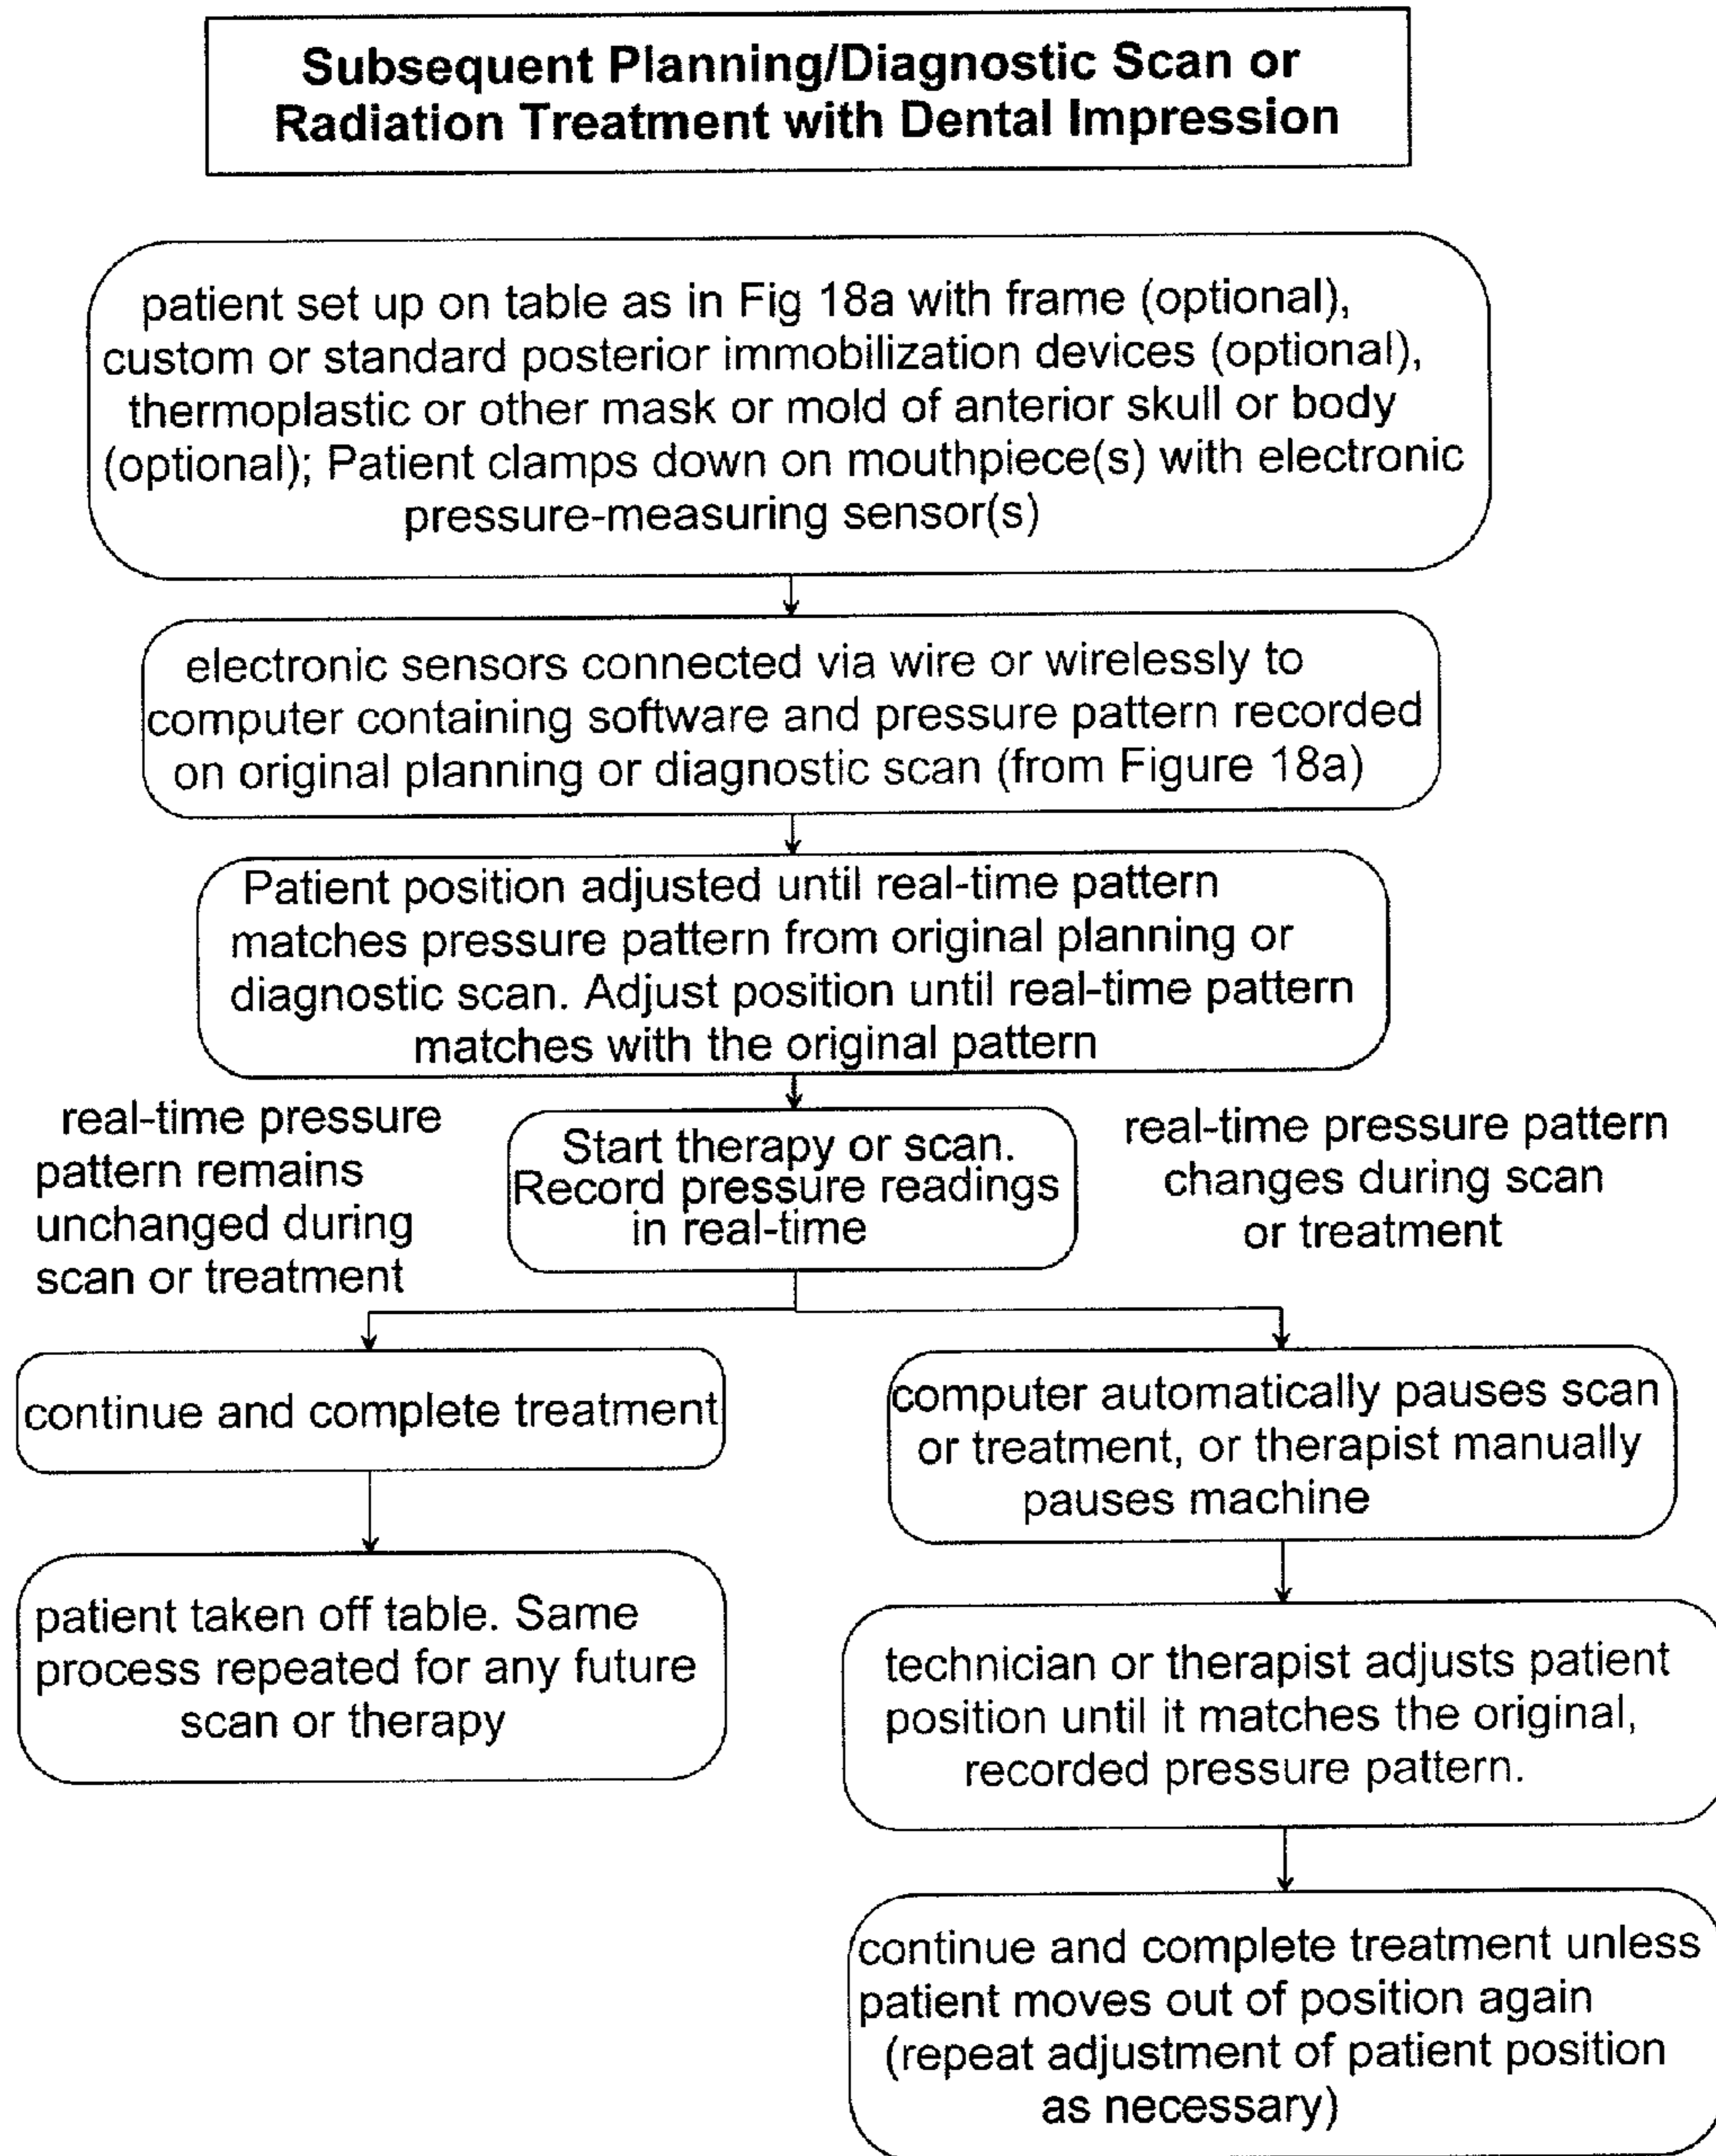 Subsequent Planning/Diagnostic Scan or
Radiation Treatment with Dental Impression
patient set up on table as in Fig 18a with frame (optional),
custom or standard posterior immobilization devices (optional),
thermoplastic or other mask or mold of anterior skull or body
(optional); Patient clamps down on mouthpiece(s) with electronic
pressure-measuring sensor(s)
electronic sensors connected via wire or wirelessly to
computer containing software and pressure pattern recorded
on original planning or diagnostic scan (from Figure 18a)
Patient position adjusted until real-time pattern
matches pressure pattern from original planning or
diagnostic scan. Adjust position until real-time pattern
matches with the original pattern
real-time pressure
pattern remains
unchanged during
scan or treatment
Start therapy or scan.
Record pressure readings
in real-time
real-time pressure pattern
changes during scan
or treatment
continue and complete treatment
patient taken off table. Same
process repeated for any future
scan or therapy
computer automatically pauses scan
or treatment, or therapist manually
pauses machine
technician or therapist adjusts patient
position until it matches the original,
recorded pressure pattern.
continue and complete treatment unless
patient moves out of position again
(repeat adjustment of patient position
as necessary)